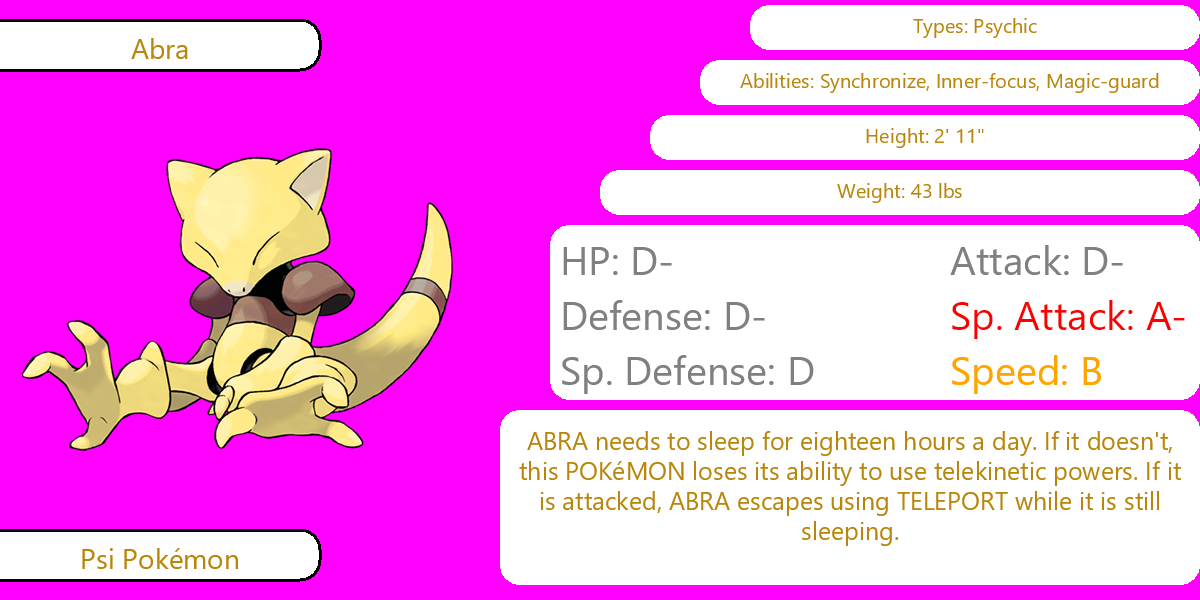 Abra
Types: Psychic
Abilities: Synchronize, Inner-focus, Magic-guard
Height: 2' 11"
Weight: 43 lbs
HP: D-
Attack: D-
Defense: D-
Sp. Attack: A-
Sp. Defense: D
Speed: B
ABRA needs to sleep for eighteen hours a day. If it doesn't,
this POKéMON loses its ability to use telekinetic powers. If it
is attacked, ABRA escapes using TELEPORT while it is still
sleeping.
Psi Pokémon